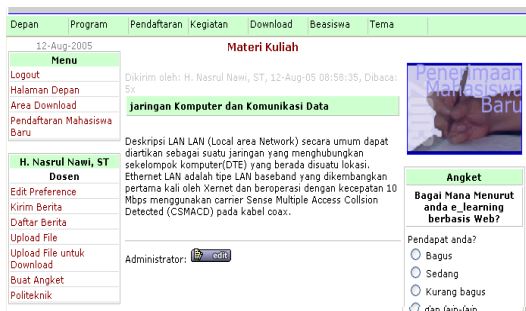 Depan Program Pendaftaran Kegiatan Download Beasiswa Tema
12-Aug-2005
Menu
Logout
Halaman Depan
Area Download
Pendaftaran Mahasiswa
Baru
H. Nasrul Nawi, ST
Dosen
Edit Preference
Kirim Berita
Daftar Berita
Upload File
Upload File untuk
Download
Buat Angket
Politeknik
Materi Kuliah
Dikirim oleh: H. Nasrul Nawi, ST, 12-Aug-05 08:58:35, Dibaca:
5x
jaringan Komputer dan Komunikasi Data
Deskripsi LAN LAN (Local area Network) secara umum dapat
diartikan sebagai suatu jaringan yang menghubungkan
sekelompok komputer(DTE) yang berada disuatu lokasi.
Ethernet LAN adalah tipe LAN baseband yang dikembangkan
pertama kali oleh Xernet dan beroperasi dengan kecepatan 10
Mbps menggunakan carrier Sense Multiple Access Collsion
Detected (CSMACD) pada kabel coax.
Administrator: edit
Penerimaan
Mahasiswa
Baru
Angket
Bagai Mana Menurut
anda e_learning
berbasis Web?
Pendapat anda?
Bagus
Sedang
Kurang bagus
dan lain-lain